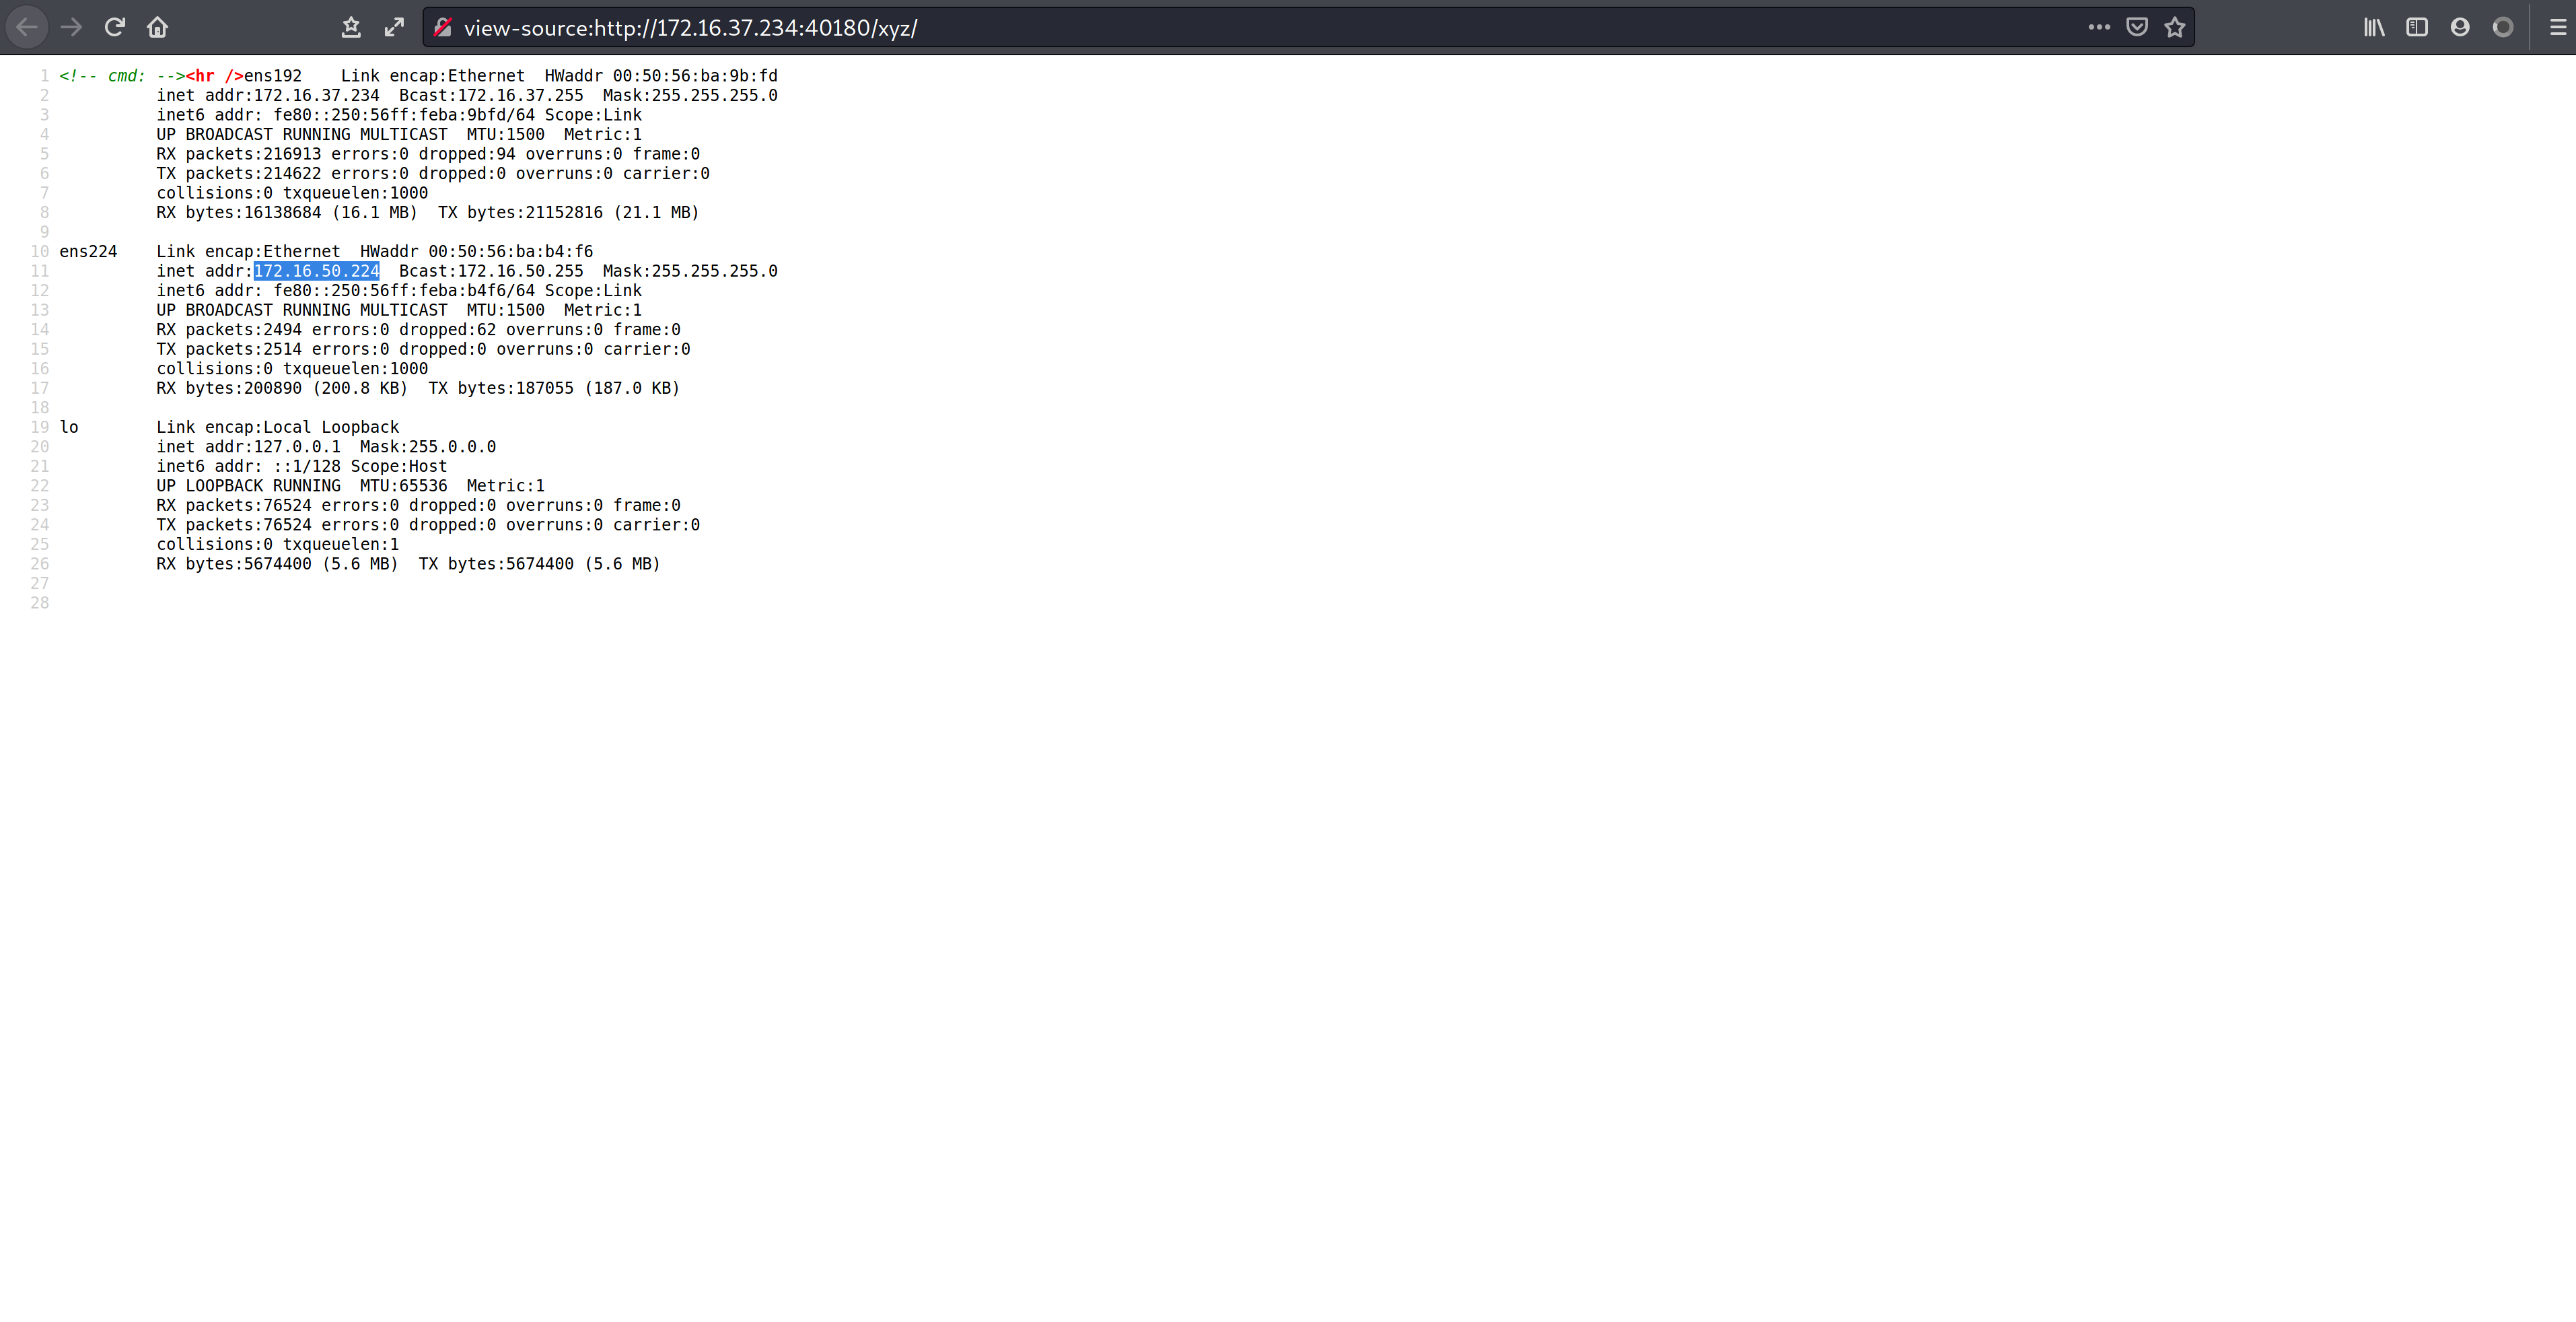 view-source:http://172.16.37.234:40180/xyz/
1 <!-- cmd: --><hr />ens192    Link encap:Ethernet  HWaddr 00:50:56:ba:9b:fd
2           inet addr:172.16.37.234  Bcast:172.16.37.255  Mask:255.255.255.0
3           inet6 addr: fe80::250:56ff:feba:9bfd/64 Scope:Link
4           UP BROADCAST RUNNING MULTICAST  MTU:1500  Metric:1
5           RX packets:216913 errors:0 dropped:94 overruns:0 frame:0
6           TX packets:214622 errors:0 dropped:0 overruns:0 carrier:0
7           collisions:0 txqueuelen:1000
8           RX bytes:16138684 (16.1 MB)  TX bytes:21152816 (21.1 MB)
9
10 ens224    Link encap:Ethernet  HWaddr 00:50:56:ba:b4:f6
11           inet addr:172.16.50.224  Bcast:172.16.50.255  Mask:255.255.255.0
12           inet6 addr: fe80::250:56ff:feba:b4f6/64 Scope:Link
13           UP BROADCAST RUNNING MULTICAST  MTU:1500  Metric:1
14           RX packets:2494 errors:0 dropped:62 overruns:0 frame:0
15           TX packets:2514 errors:0 dropped:0 overruns:0 carrier:0
16           collisions:0 txqueuelen:1000
17           RX bytes:200890 (200.8 KB)  TX bytes:187055 (187.0 KB)
18
19 lo        Link encap:Local Loopback
20           inet addr:127.0.0.1  Mask:255.0.0.0
21           inet6 addr: ::1/128 Scope:Host
22           UP LOOPBACK RUNNING  MTU:65536  Metric:1
23           RX packets:76524 errors:0 dropped:0 overruns:0 frame:0
24           TX packets:76524 errors:0 dropped:0 overruns:0 carrier:0
25           collisions:0 txqueuelen:1
26           RX bytes:5674400 (5.6 MB)  TX bytes:5674400 (5.6 MB)
27
28